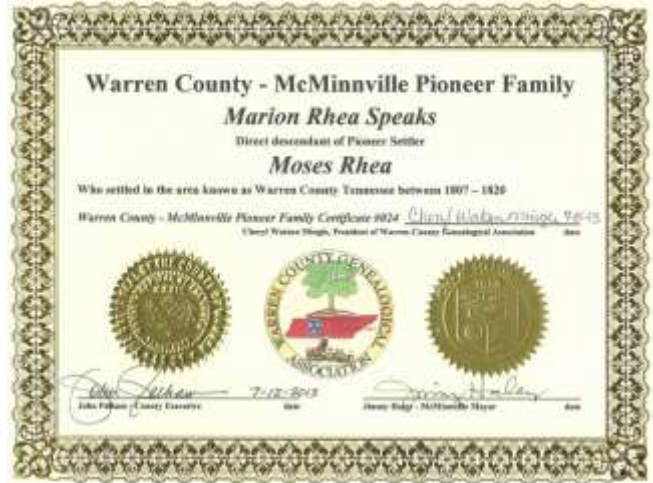 Warren County - McMinnville Pioneer Family
Marion Rhea Speaks
Direct descendant of Pioneer Settler
Moses Rhea
Who settled in the area known as Warren County Tennessee between 1807 – 1820
Warren County - McMinnville Pioneer Family Certificate #024
President of Warren County Genealogical Association date
WARREN COUNTY GENEALOGICAL
ASSOCIATION
7-12-2013
John Pelham - County Executive date
Jimmy Haley - McMinnville Mayor date